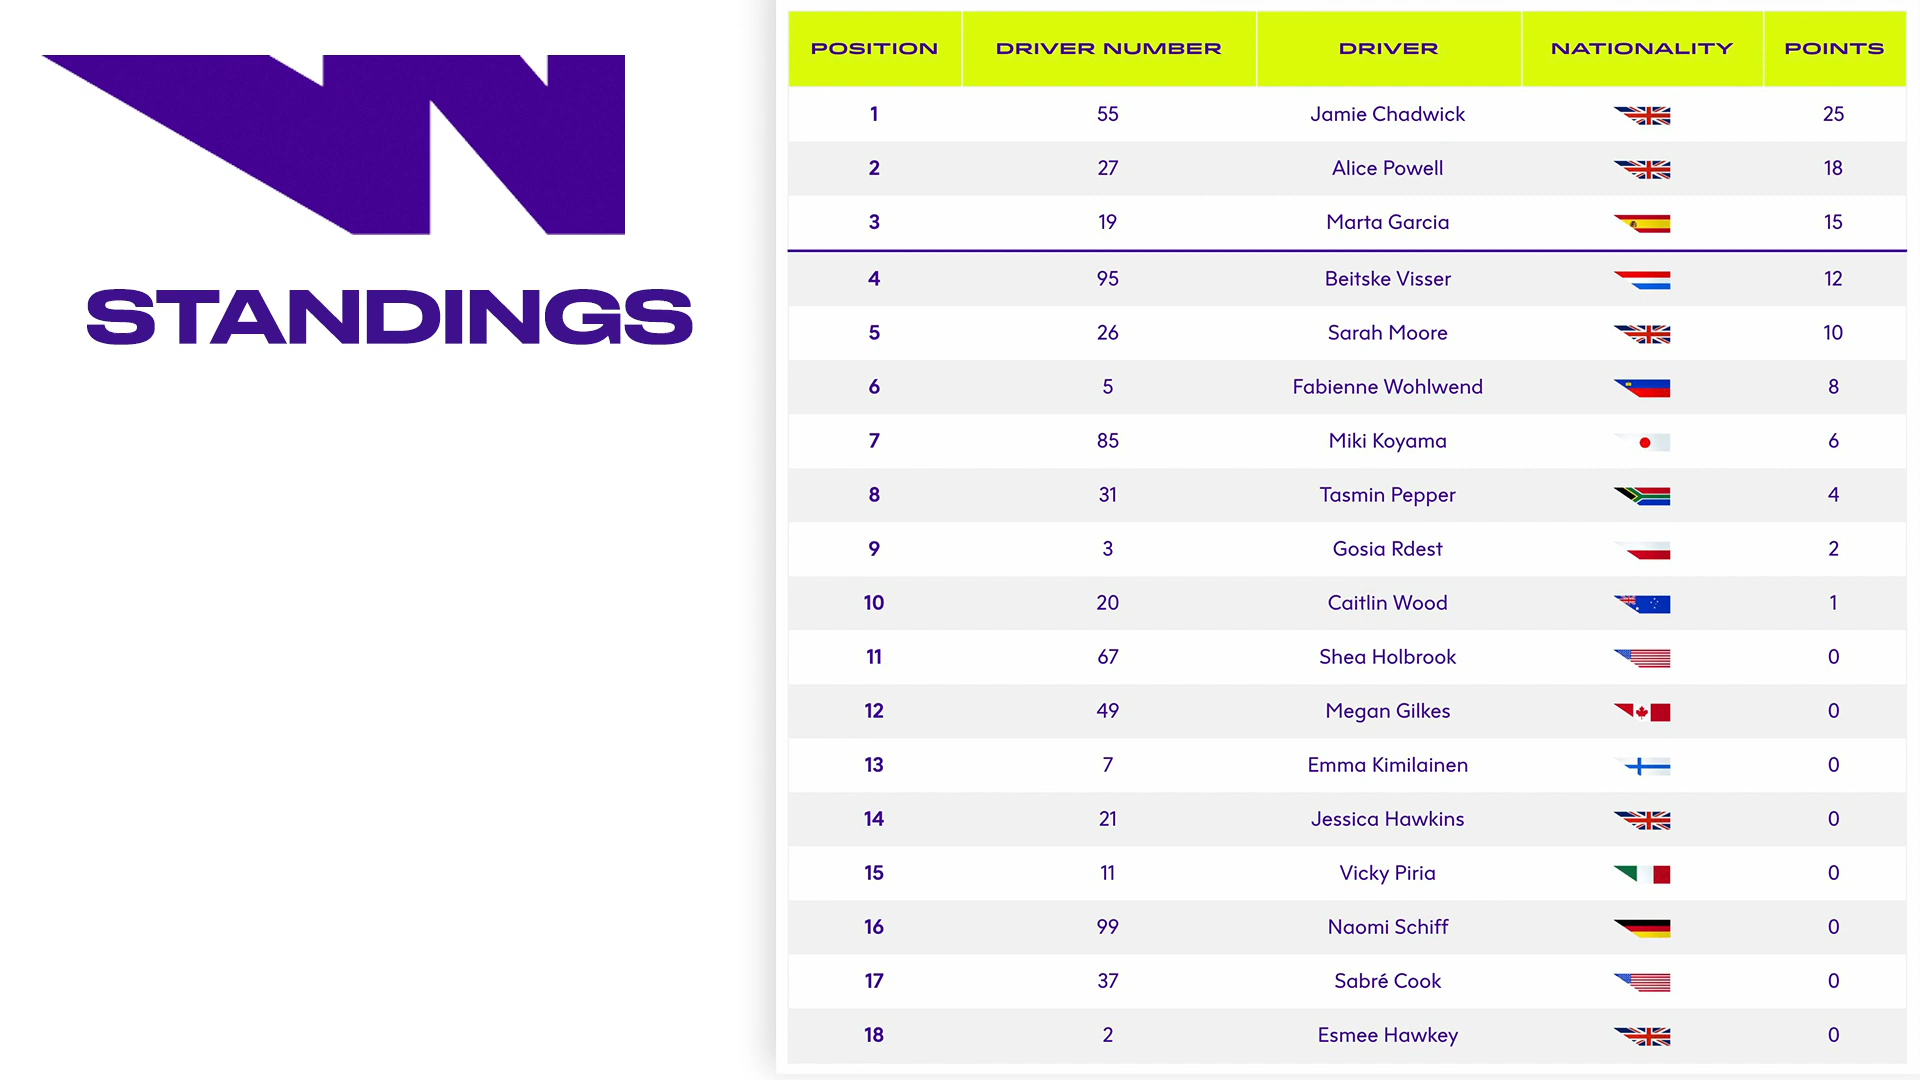 W
STANDINGS
POSITION DRIVER NUMBER DRIVER NATIONALITY POINTS
1 55 Jamie Chadwick 25
2 27 Alice Powell 18
3 19 Marta Garcia 15
4 95 Beitske Visser 12
5 26 Sarah Moore 10
6 5 Fabienne Wohlwend 8
7 85 Miki Koyama 6
8 31 Tasmin Pepper 4
9 3 Gosia Rdest 2
10 20 Caitlin Wood 1
11 67 Shea Holbrook 0
12 49 Megan Gilkes 0
13 7 Emma Kimilainen 0
14 21 Jessica Hawkins 0
15 11 Vicky Piria 0
16 99 Naomi Schiff 0
17 37 Sabré Cook 0
18 2 Esmee Hawkey 0